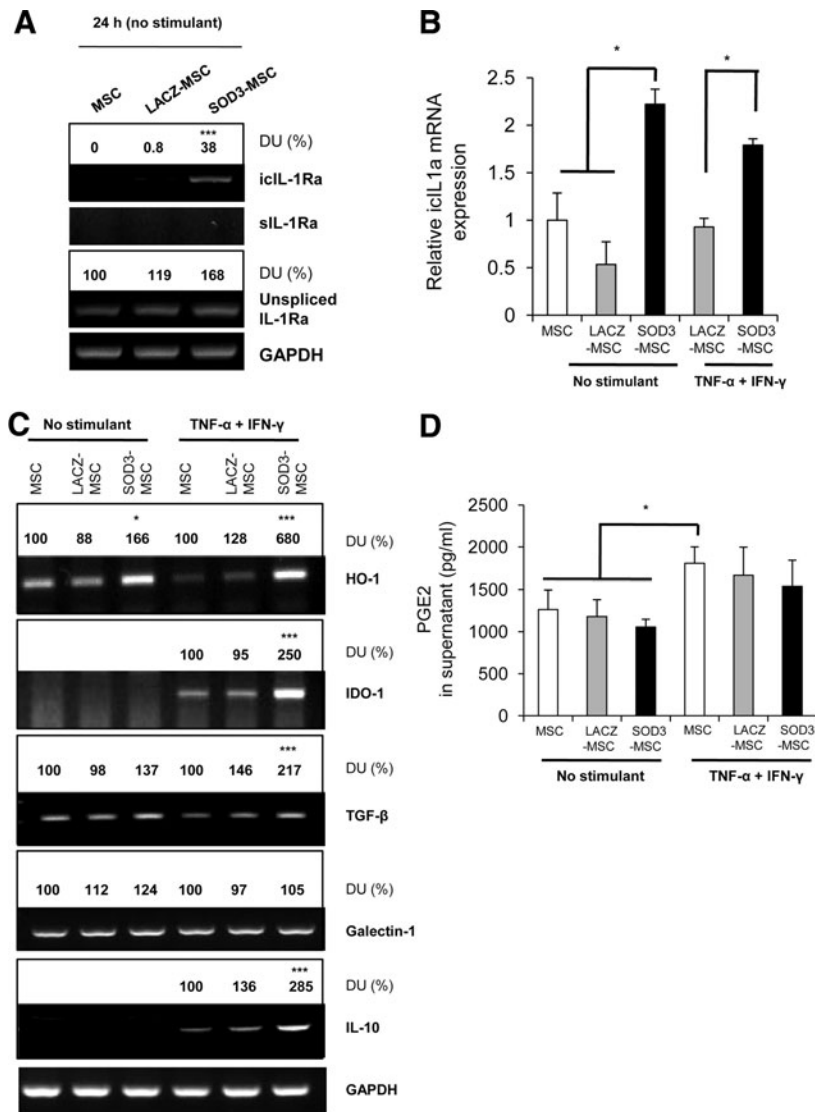 A
24 h (no stimulant)
MSC
LACZ-MSC
SOD3-MSC
***
0 0.8 38 DU (%)
icIL-1Ra
sIL-1Ra
100 119 168 DU (%)
Unspliced
IL-1Ra
GAPDH
B
Relative icIL1a mRNA
expression
2.5
2
1.5
1
0.5
0
*
*
MSC
LACZ
-MSC
SOD3
-MSC
LACZ
-MSC
SOD3
-MSC
No stimulant
TNF-α + IFN-γ
C
No stimulant
TNF-α + IFN-γ
MSC
LACZ-
MSC
SOD3-
MSC
MSC
LACZ-
MSC
SOD3-
MSC
* ***
100 88 166 100 128 680 DU (%)
HO-1
***
100 95 250 DU (%)
IDO-1
***
100 98 137 100 146 217 DU (%)
TGF-β
100 112 124 100 97 105 DU (%)
Galectin-1
***
100 136 285 DU (%)
IL-10
GAPDH
D
PGE2
in supernatant (pg/ml)
2500
2000
1500
1000
500
0
*
MSC
LACZ
-MSC
SOD3
-MSC
MSC
LACZ
-MSC
SOD3
-MSC
No stimulant
TNF-α + IFN-γ